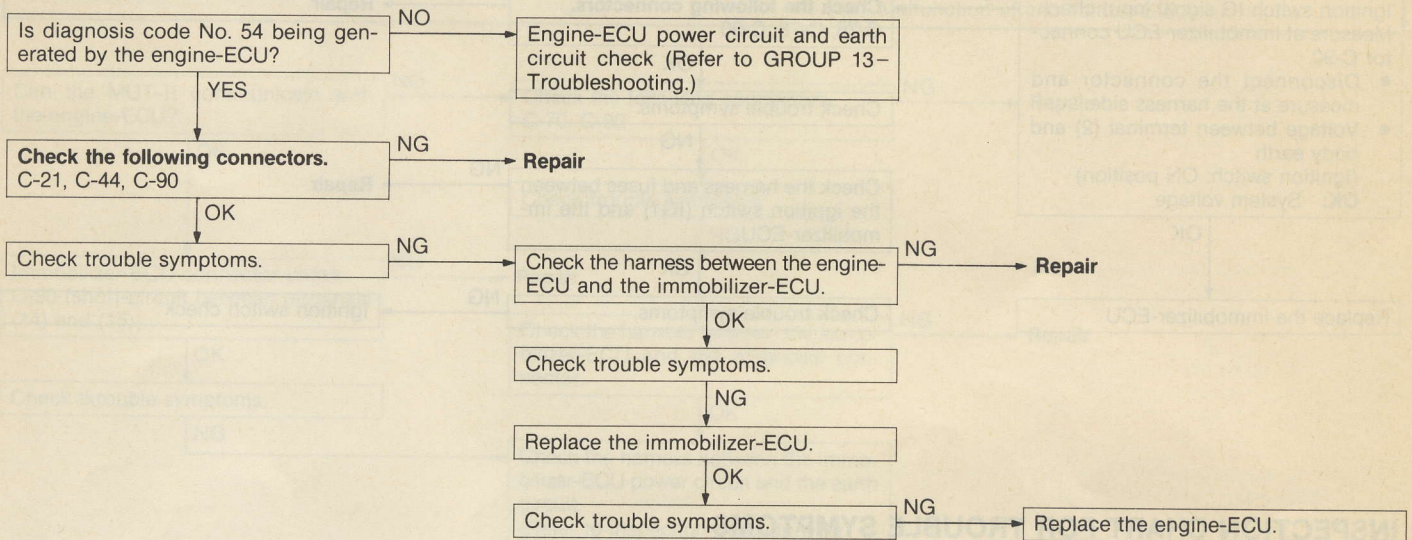 Is diagnosis code No. 54 being gen-
erated by the engine-ECU?
NO
Engine-ECU power circuit and earth
circuit check (Refer to GROUP 13–
Troubleshooting.)
YES
Check the following connectors.
C-21, C-44, C-90
NG
Repair
OK
Check trouble symptoms.
NG
Check the harness between the engine-
ECU and the immobilizer-ECU.
NG
Repair
OK
Check trouble symptoms.
NG
Replace the immobilizer-ECU.
OK
Check trouble symptoms.
NG
Replace the engine-ECU.